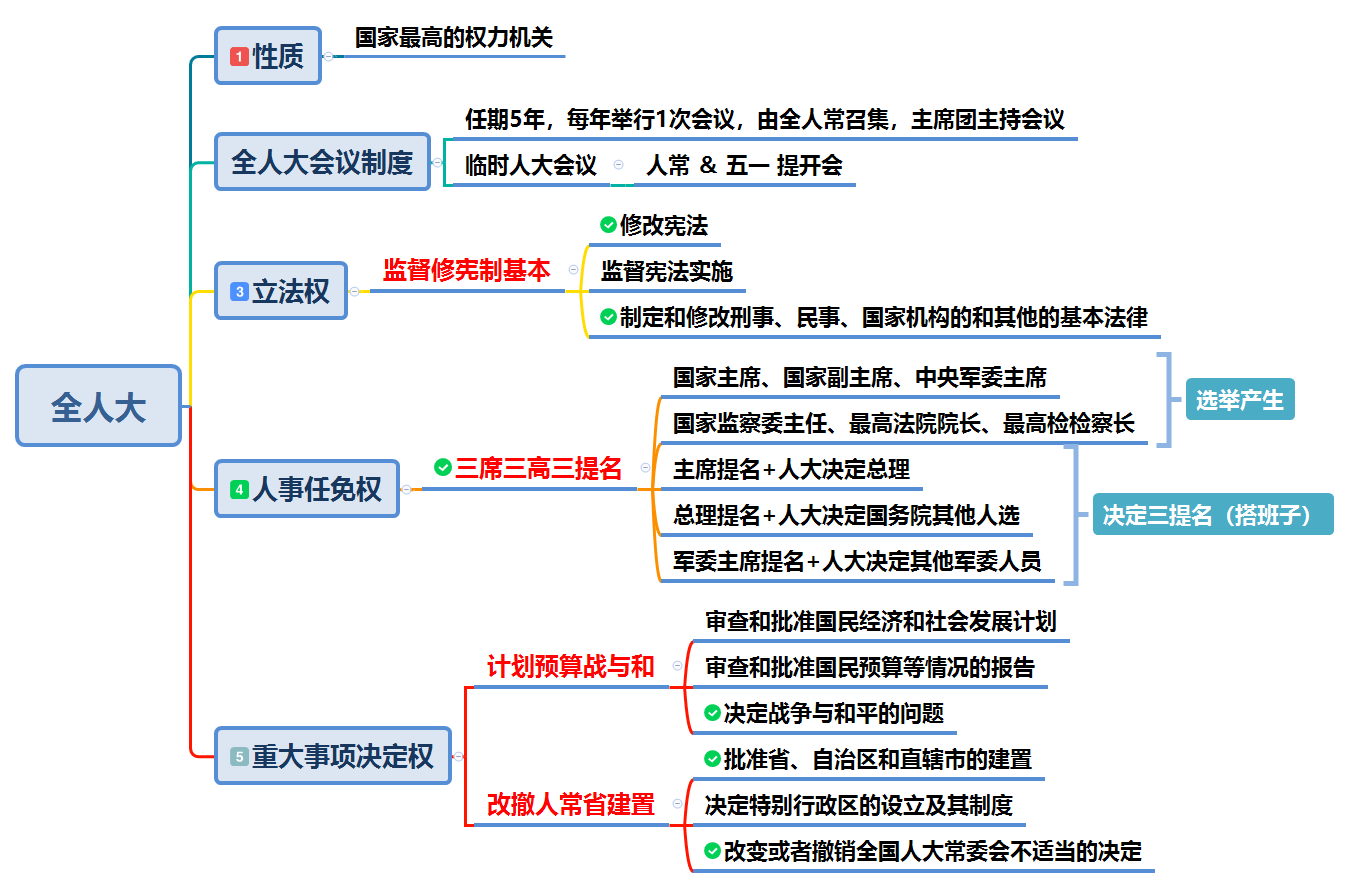 全人大
1 性质
国家最高的权力机关
全人大会议制度
任期5年，每年举行1次会议，由全人常召集，主席团主持会议
临时人大会议
人常 & 五一 提开会
3 立法权
监督修宪制基本
修改宪法
监督宪法实施
制定和修改刑事、民事、国家机构的和其他的基本法律
4 人事任免权
三席三高三提名
国家主席、国家副主席、中央军委主席
国家监察委主任、最高法院院长、最高检检察长
选举产生
主席提名+人大决定总理
总理提名+人大决定国务院其他人选
军委主席提名+人大决定其他军委人员
决定三提名（搭班子）
5 重大事项决定权
计划预算战与和
审查和批准国民经济和社会发展计划
审查和批准国民预算等情况的报告
决定战争与和平的问题
改撤人常省建置
批准省、自治区和直辖市的建置
决定特别行政区的设立及其制度
改变或者撤销全国人大常委会不适当的决定